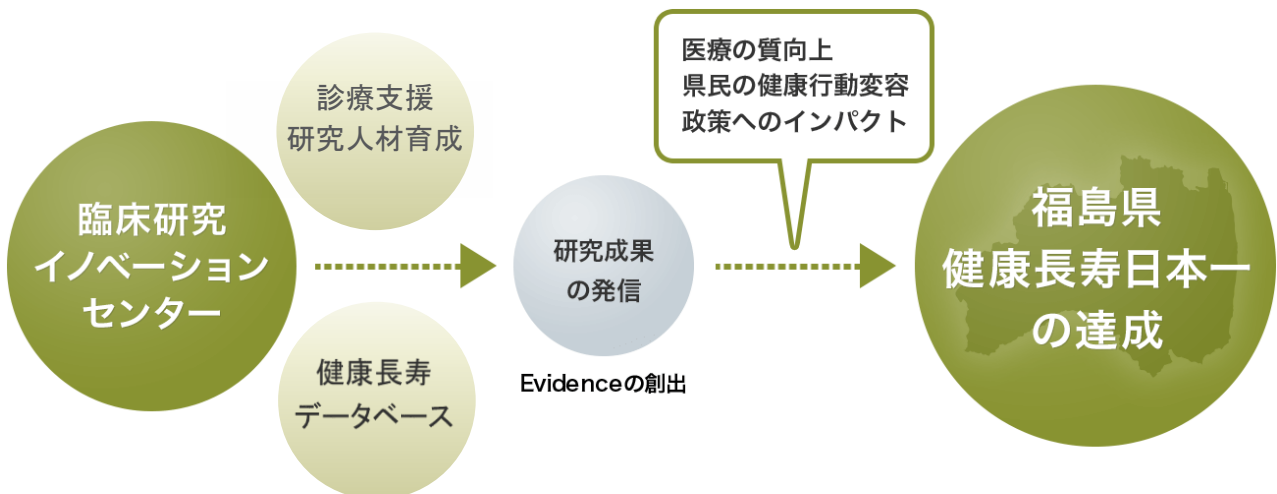 臨床研究
イノベーション
センター
診療支援
研究人材育成
健康長寿
データベース
研究成果
の発信
Evidenceの創出
医療の質向上
県民の健康行動変容
政策へのインパクト
福島県
健康長寿日本一
の達成